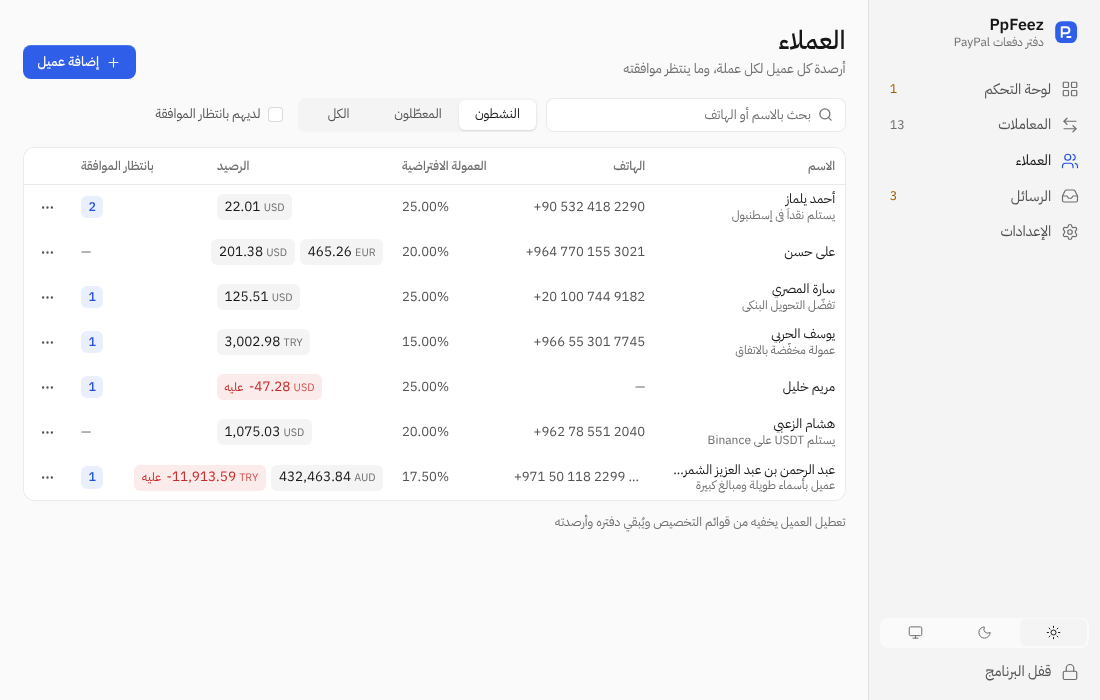 PpFeez
دفتر دفعات PayPal
لوحة التحكم 1
المعاملات 13
العملاء
الرسائل 3
الإعدادات
قفل البرنامج
العملاء
أرصدة كل عميل لكل عملة، وما ينتظر موافقته
إضافة عميل
بحث بالاسم أو الهاتف
النشطون المعطّلون الكل
لديهم بانتظار الموافقة
الاسم الهاتف العمولة الافتراضية الرصيد بانتظار الموافقة
أحمد يلماز +90 532 418 2290 25.00% 22.01 USD 2
يستلم نقداً في إسطنبول
علي حسن +964 770 155 3021 20.00% 465.26 EUR 201.38 USD —
سارة المصري +20 100 744 9182 25.00% 125.51 USD 1
تفضّل التحويل البنكي
يوسف الحربي +966 55 301 7745 15.00% 3,002.98 TRY 1
عمولة مخفّضة بالاتفاق
مريم خليل — 25.00% -47.28 USD عليه 1
هشام الزعبي +962 78 551 2040 20.00% 1,075.03 USD —
يستلم USDT على Binance
عبد الرحمن بن عبد العزيز الشمر... +971 50 118 2299 ... 17.50% 432,463.84 AUD -11,913.59 TRY عليه 1
عميل بأسماء طويلة ومبالغ كبيرة
تعطيل العميل يخفيه من قوائم التخصيص ويُبقي دفتره وأرصدته